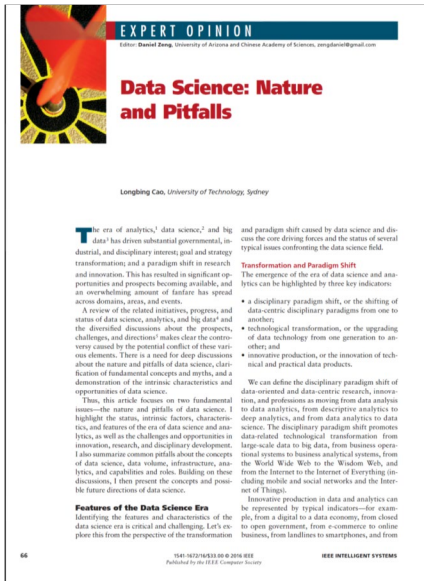 EXPERT OPINION
Editor: Daniel Zeng, University of Arizona and Chinese Academy of Sciences, zengdaniel@gmail.com
Data Science: Nature
and Pitfalls
Longbing Cao, University of Technology, Sydney
The era of analytics,1 data science,2 and big
data3 has driven substantial governmental, in-
dustrial, and disciplinary interest; goal and strategy
transformation; and a paradigm shift in research
and innovation. This has resulted in significant op-
portunities and prospects becoming available, and
an overwhelming amount of fanfare has spread
across domains, areas, and events.
A review of the related initiatives, progress, and
status of data science, analytics, and big data4 and
the diversified discussions about the prospects,
challenges, and directions5 makes clear the contro-
versy caused by the potential conflict of these vari-
ous elements. There is a need for deep discussions
about the nature and pitfalls of data science, clari-
fication of fundamental concepts and myths, and a
demonstration of the intrinsic characteristics and
opportunities of data science.
Thus, this article focuses on two fundamental
issues—the nature and pitfalls of data science. I
highlight the status, intrinsic factors, characteris-
tics, and features of the era of data science and ana-
lytics, as well as the challenges and opportunities in
innovation, research, and disciplinary development.
I also summarize common pitfalls about the concepts
of data science, data volume, infrastructure, ana-
lytics, and capabilities and roles. Building on these
discussions, I then present the concepts and possi-
ble future directions of data science.
Features of the Data Science Era
Identifying the features and characteristics of the
data science era is critical and challenging. Let's ex-
plore this from the perspective of the transformation
and paradigm shift caused by data science and dis-
cuss the core driving forces and the status of several
typical issues confronting the data science field.
Transformation and Paradigm Shift
The emergence of the era of data science and ana-
lytics can be highlighted by three key indicators:
• a disciplinary paradigm shift, or the shifting of
data-centric disciplinary paradigms from one to
another;
• technological transformation, or the upgrading
of data technology from one generation to an-
other; and
• innovative production, or the innovation of tech-
nical and practical data products.
We can define the disciplinary paradigm shift of
data-oriented and data-centric research, innova-
tion, and professions as moving from data analysis
to data analytics, from descriptive analytics to
deep analytics, and from data analytics to data
science. The disciplinary paradigm shift promotes
data-related technological transformation from
large-scale data to big data, from business opera-
tional systems to business analytical systems, from
the World Wide Web to the Wisdom Web, and
from the Internet to the Internet of Everything (in-
cluding mobile and social networks and the Inter-
net of Things).
Innovative production in data and analytics can
be represented by typical indicators—for exam-
ple, from a digital to a data economy, from closed
to open government, from e-commerce to online
business, from landlines to smartphones, and from
66
1541-1672/16/$33.00 © 2016 IEEE
Published by the IEEE Computer Society
IEEE INTELLIGENT SYSTEMS